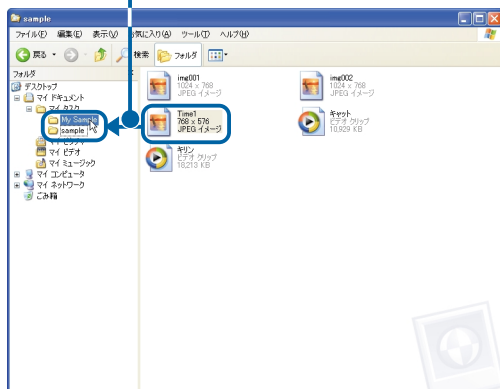 sample
ファイル(F) 編集(E) 表示(V) お気に入り(A) ツール(T) ヘルプ(H)
戻る 検索 フォルダ
フォルダ ×
デスクトップ
マイ ドキュメント
マイ タスク
My Sample
sample
マイ ピクチャ
マイ ビデオ
マイ ミュージック
マイ コンピュータ
マイ ネットワーク
ごみ箱
img001
1024 x 768
JPEG イメージ
img002
1024 x 768
JPEG イメージ
Time1
768 x 576
JPEG イメージ
キャット
ビデオ クリップ
10,929 KB
キリン
ビデオ クリップ
18,213 KB